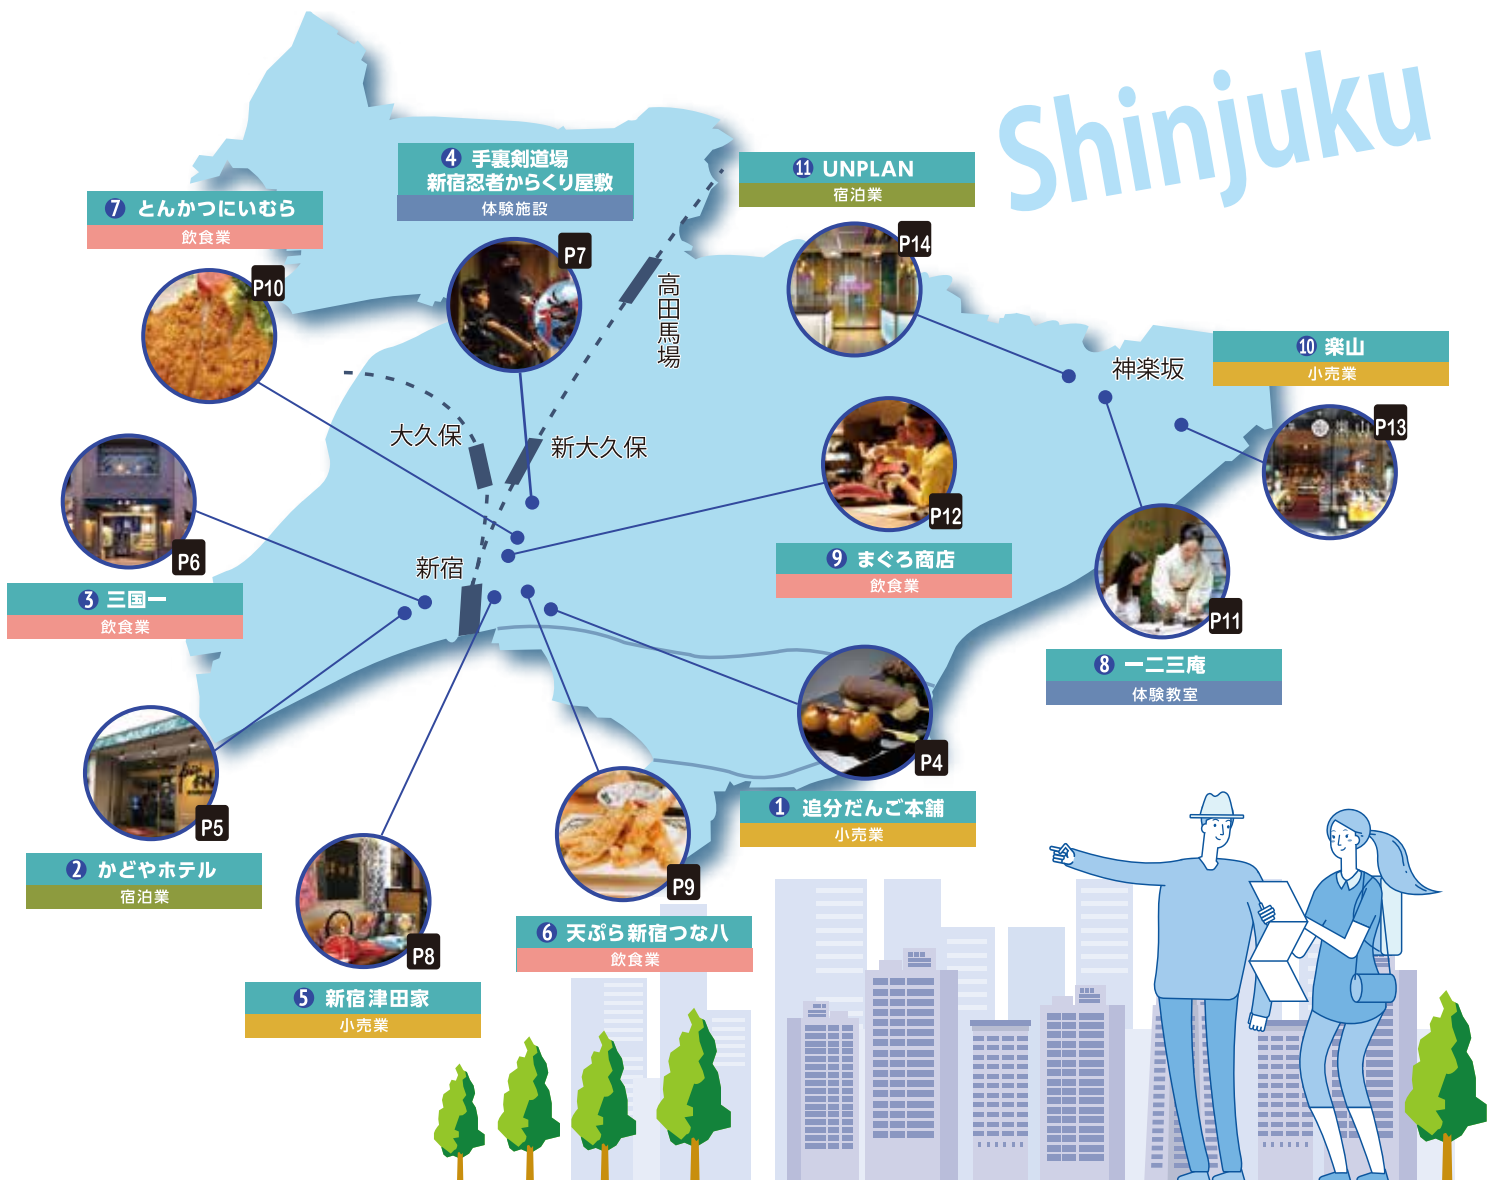 Shinjuku
④ 手裏剣道場
新宿忍者からくり屋敷
体験施設
P7
⑪ UNPLAN
宿泊業
P14
⑦ とんかつにいむら
飲食業
P10
高田馬場
神楽坂
⑩ 楽山
小売業
楽山
P13
大久保
新大久保
P12
⑨ まぐろ商店
飲食業
P6
③ 三国一
飲食業
新宿
P11
⑧ 一二三庵
体験教室
P5
② かどやホテル
宿泊業
P4
① 追分だんご本舗
小売業
P9
⑥ 天ぷら新宿つな八
飲食業
P8
⑤ 新宿津田家
小売業